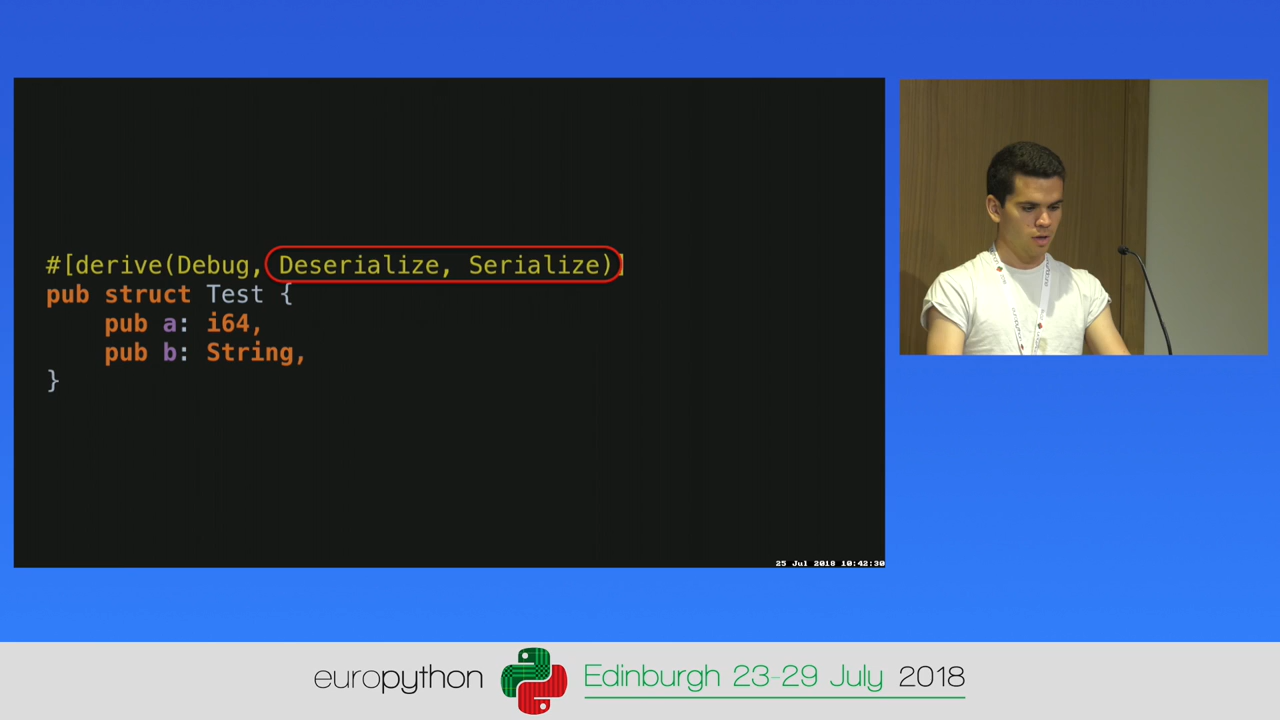 #[derive(Debug, Deserialize, Serialize)]
pub struct Test {
    pub a: i64,
    pub b: String,
}
25 Jul 2018 10:42:30
europython Edinburgh 23-29 July 2018